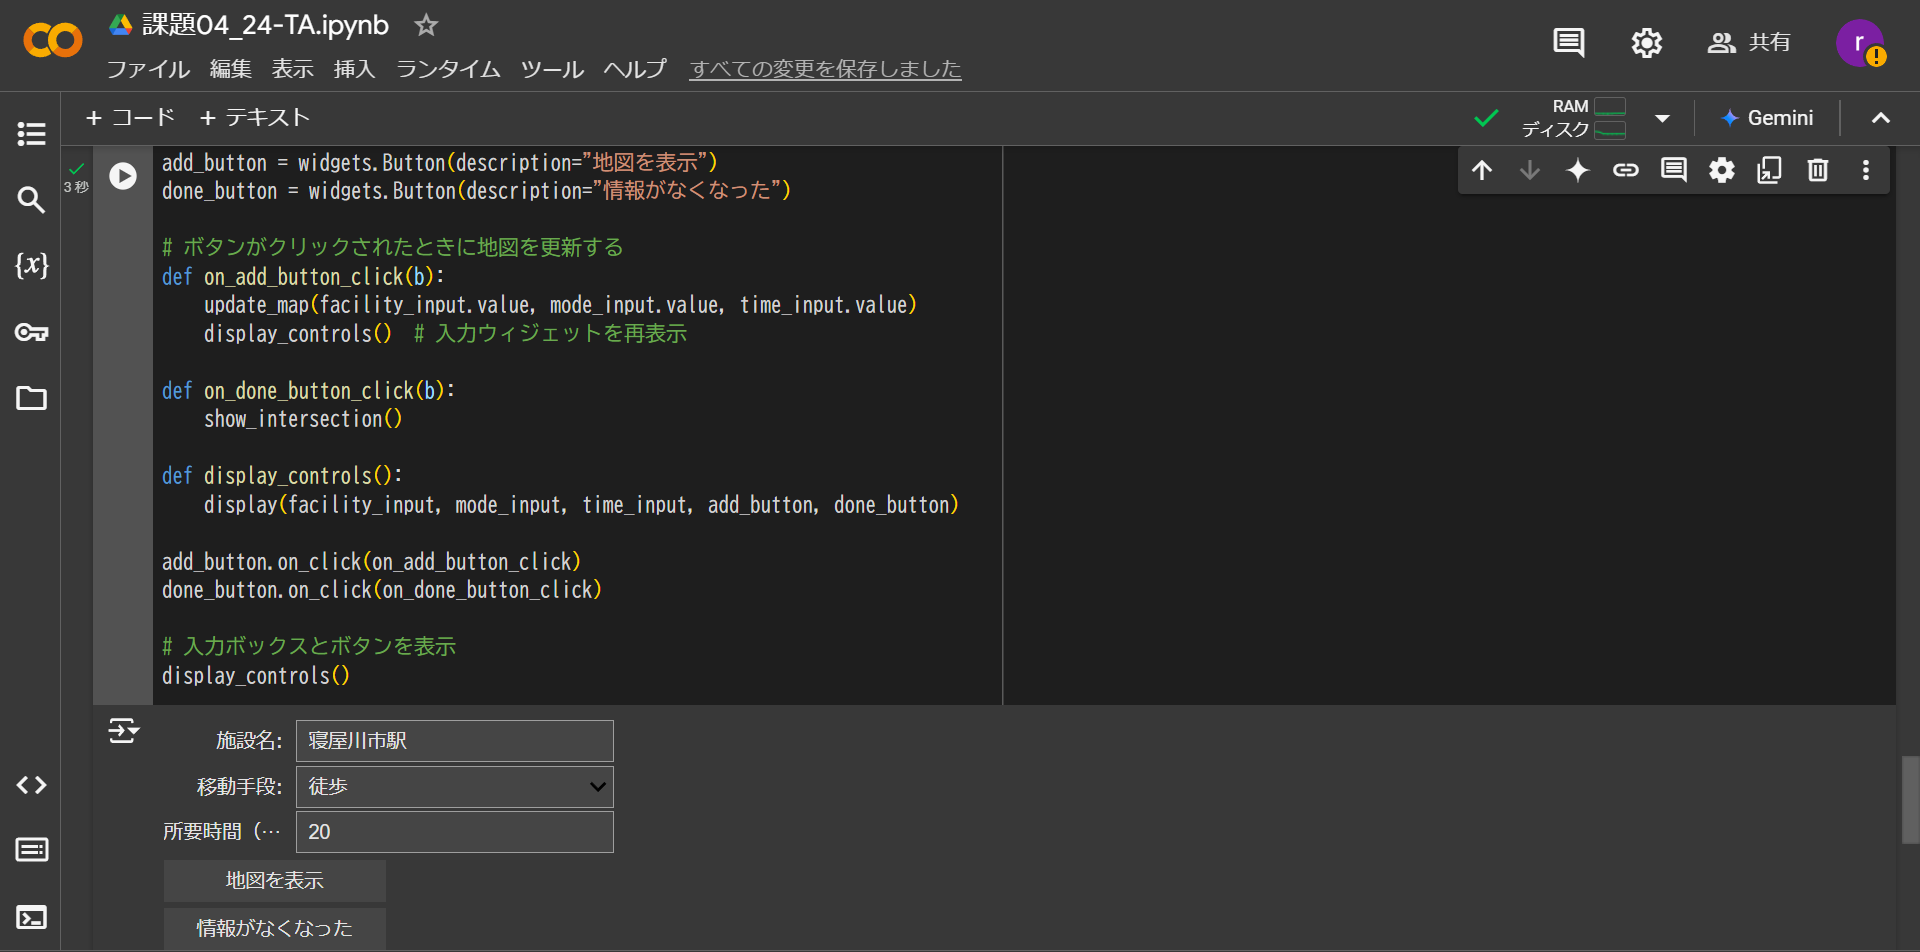 課題04_24-TA.ipynb
ファイル 編集 表示 挿入 ランタイム ツール ヘルプ すべての変更を保存しました
共有
r
+ コード + テキスト
RAM
ディスク
Gemini
3 秒
add_button = widgets.Button(description="地図を表示")
done_button = widgets.Button(description="情報がなくなった")
# ボタンがクリックされたときに地図を更新する
def on_add_button_click(b):
    update_map(facility_input.value, mode_input.value, time_input.value)
    display_controls()  # 入力ウィジェットを再表示
def on_done_button_click(b):
    show_intersection()
def display_controls():
    display(facility_input, mode_input, time_input, add_button, done_button)
add_button.on_click(on_add_button_click)
done_button.on_click(on_done_button_click)
# 入力ボックスとボタンを表示
display_controls()
施設名: 寝屋川市駅
移動手段: 徒歩
所要時間（… 20
地図を表示
情報がなくなった